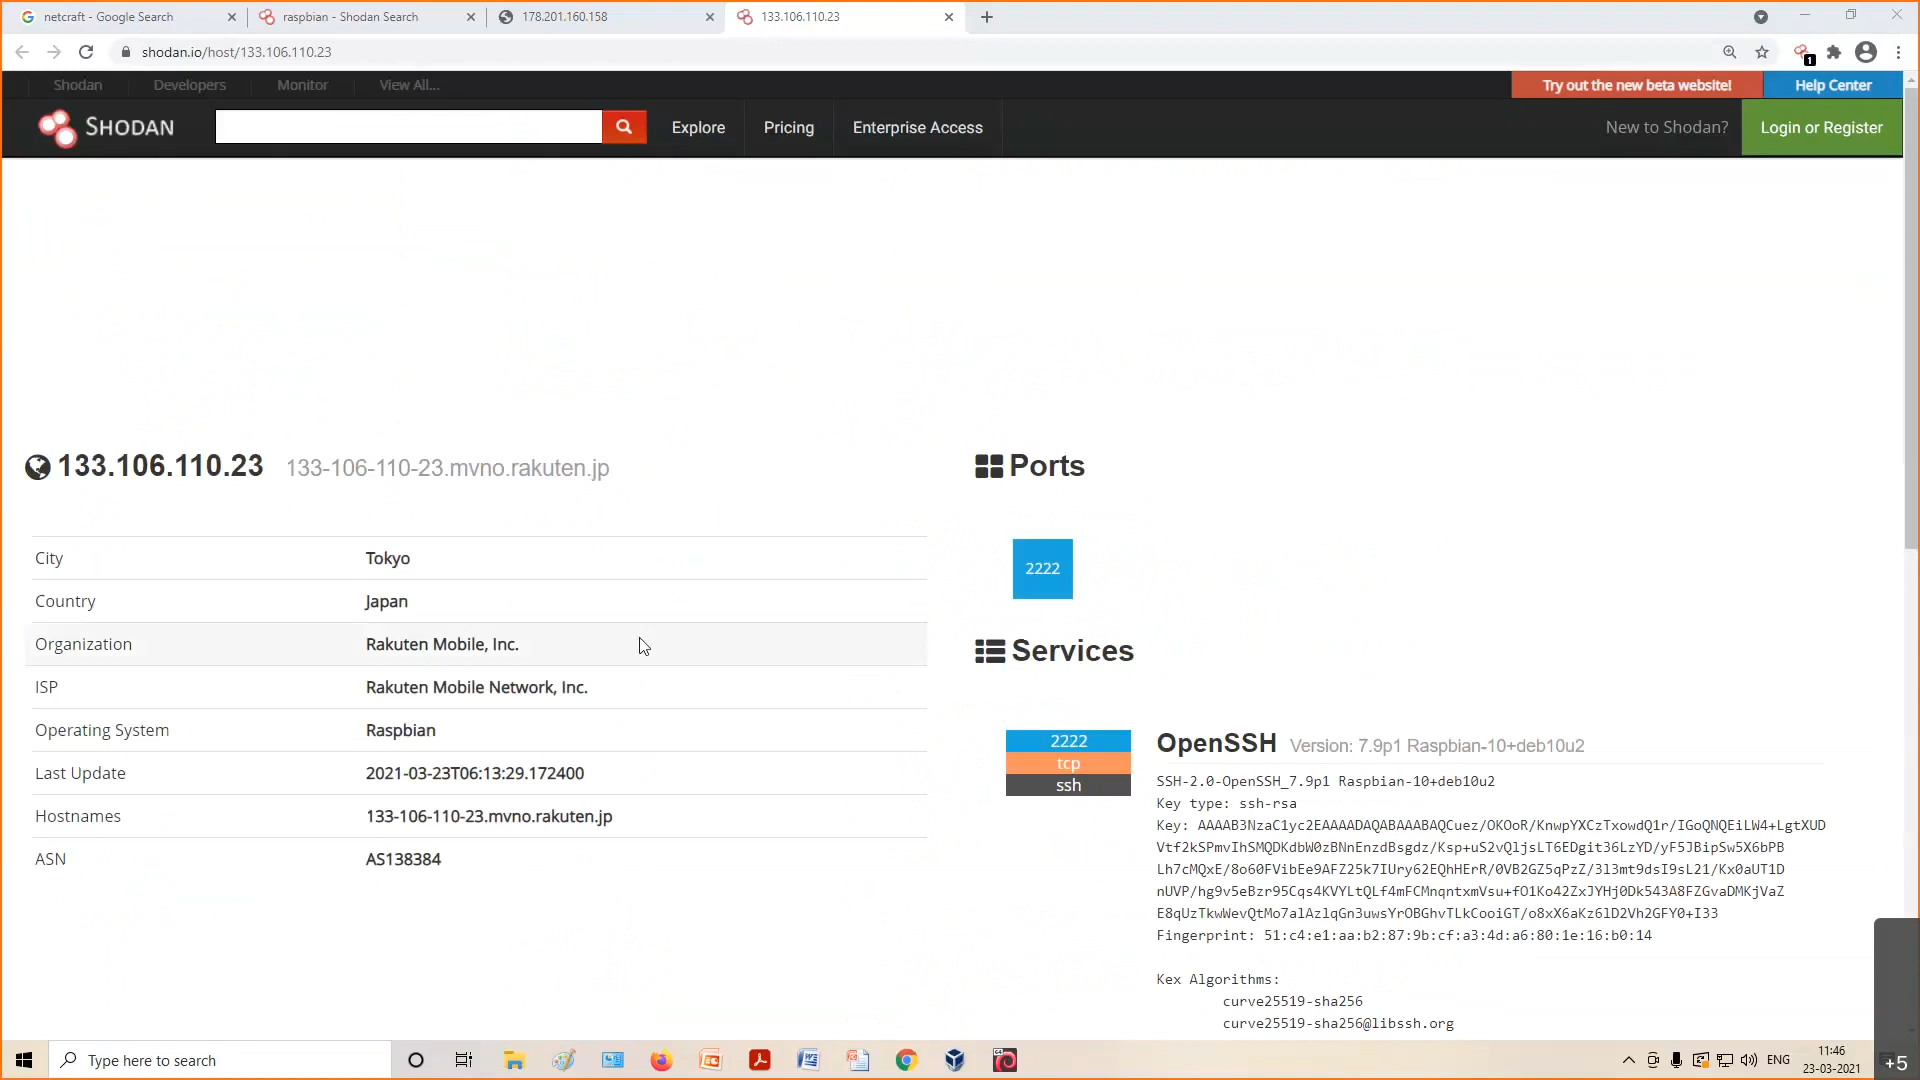 netcraft - Google Search
raspbian - Shodan Search
178.201.160.158
133.106.110.23
shodan.io/host/133.106.110.23
1
Shodan
Developers
Monitor
View All...
Try out the new beta website!
Help Center
SHODAN
Explore
Pricing
Enterprise Access
New to Shodan?
Login or Register
133.106.110.23 133-106-110-23.mvno.rakuten.jp
City Tokyo
Country Japan
Organization Rakuten Mobile, Inc.
ISP Rakuten Mobile Network, Inc.
Operating System Raspbian
Last Update 2021-03-23T06:13:29.172400
Hostnames 133-106-110-23.mvno.rakuten.jp
ASN AS138384
Ports
2222
Services
2222
tcp
ssh
OpenSSH Version: 7.9p1 Raspbian-10+deb10u2
SSH-2.0-OpenSSH_7.9p1 Raspbian-10+deb10u2
Key type: ssh-rsa
Key: AAAAB3NzaC1yc2EAAAADAQABAAABAQCuez/OKOoR/KnwpYXCzTxowdQ1r/IGoQNQEiLW4+LgtXUD
Vtf2kSPmvIhSMQDKdbW0zBNnEnzdBsgdz/Ksp+uS2vQljsLT6EDgit36LzYD/yF5JBipSw5X6bPB
Lh7cMQxE/8o60FVibEe9AFZ25k7IUry62EQhHErR/0VB2GZ5qPzZ/3l3mt9dsI9sL21/Kx0aUT1D
nUVP/hg9v5eBzr95Cqs4KVYLtQLf4mFCMnqntxmVsu+fO1Ko42ZxJYHj0Dk543A8FZGvaDMKjVaZ
E8qUzTkwWevQtMo7alAzlqGn3uwsYrOBGhvTLkCooiGT/o8xX6aKz6lD2Vh2GFY0+I33
Fingerprint: 51:c4:e1:aa:b2:87:9b:cf:a3:4d:a6:80:1e:16:b0:14
Kex Algorithms:
curve25519-sha256
curve25519-sha256@libssh.org
Type here to search
ENG
11:46
23-03-2021
+5